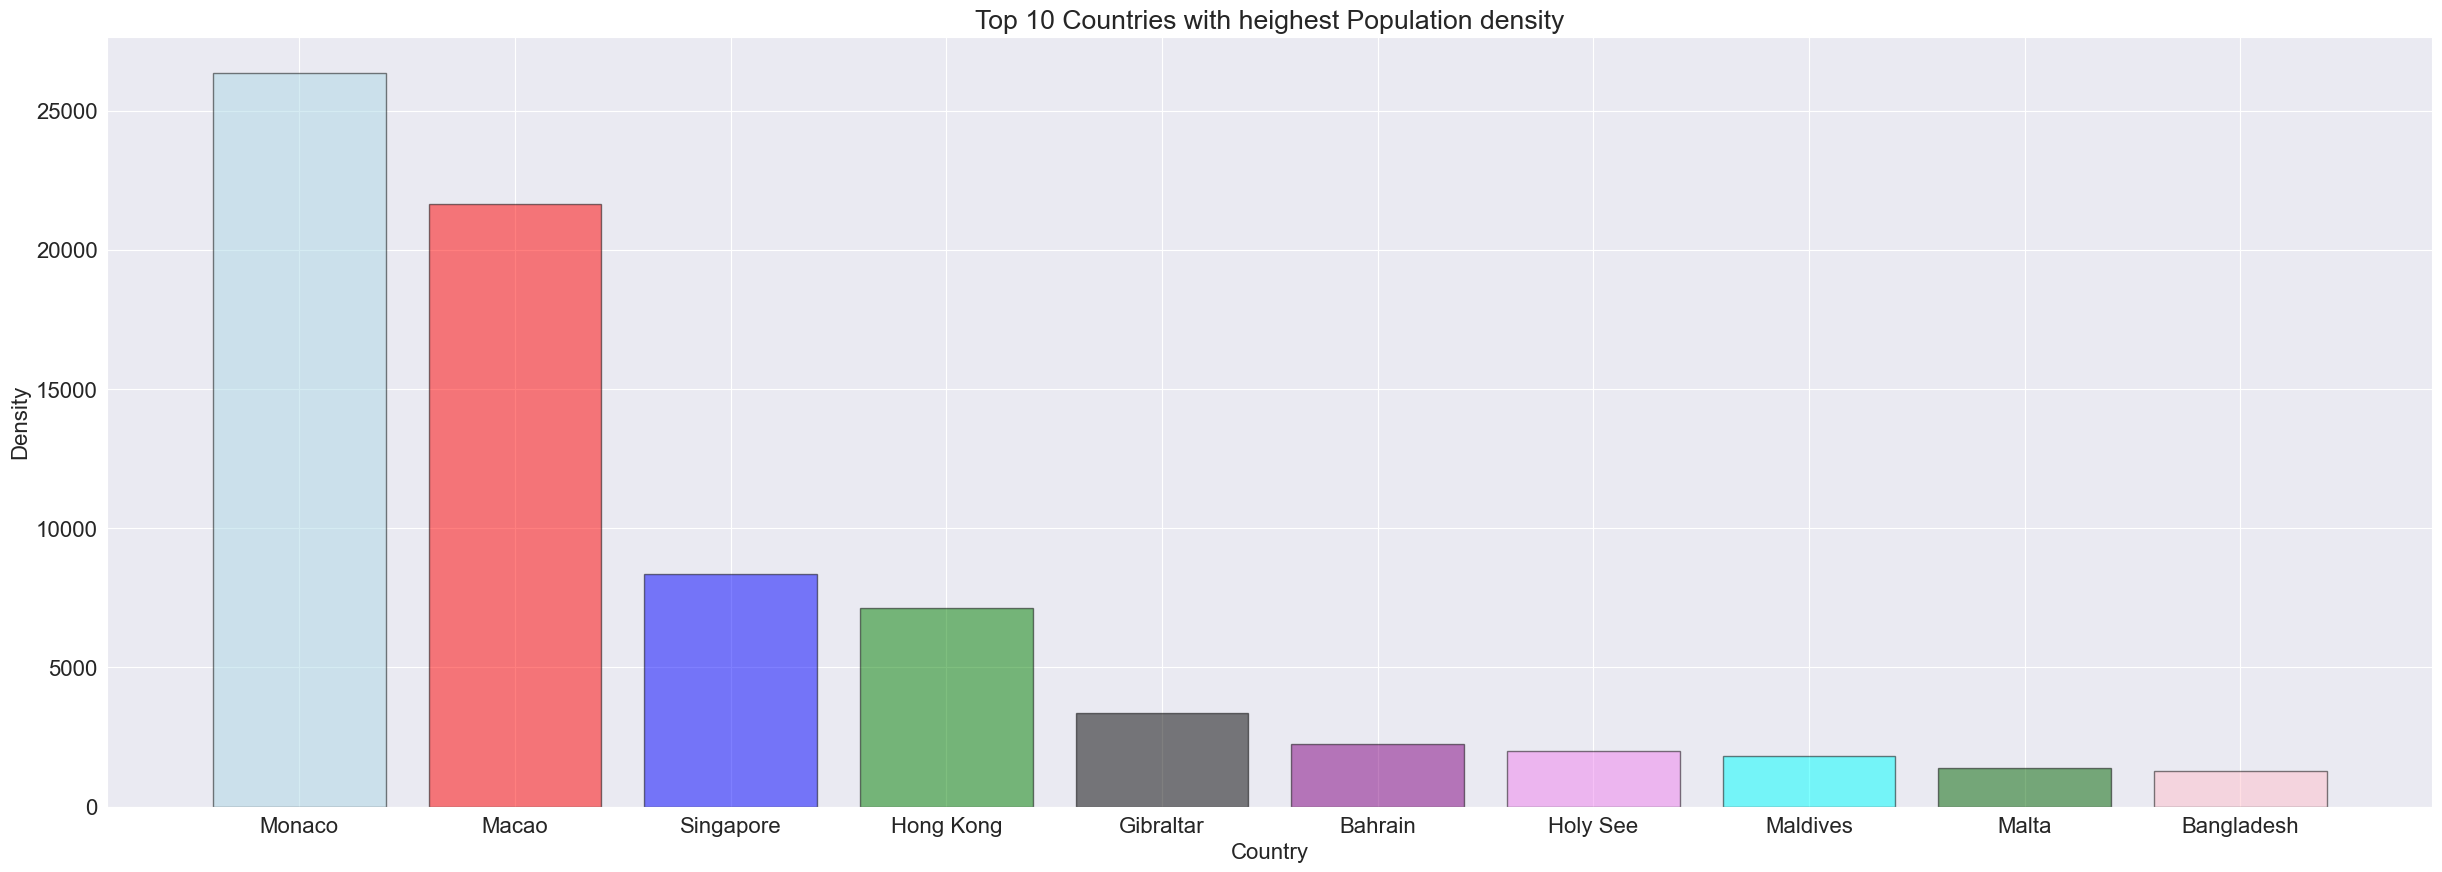 Top 10 Countries with heighest Population density
25000
20000
15000
10000
5000
0
Density
Monaco Macao Singapore Hong Kong Gibraltar Bahrain Holy See Maldives Malta Bangladesh
Country